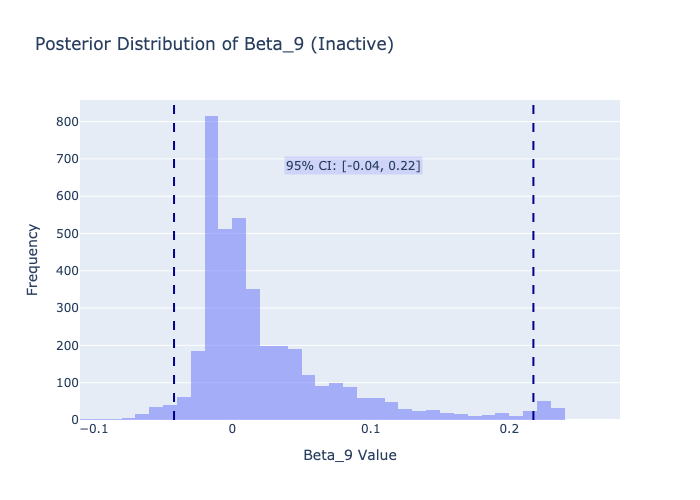 Posterior Distribution of Beta_9 (Inactive)
800
95% CI: [-0.04, 0.22]
700
600
500
400
300
200
100
0
Frequency
−0.1 0 0.1 0.2
Beta_9 Value